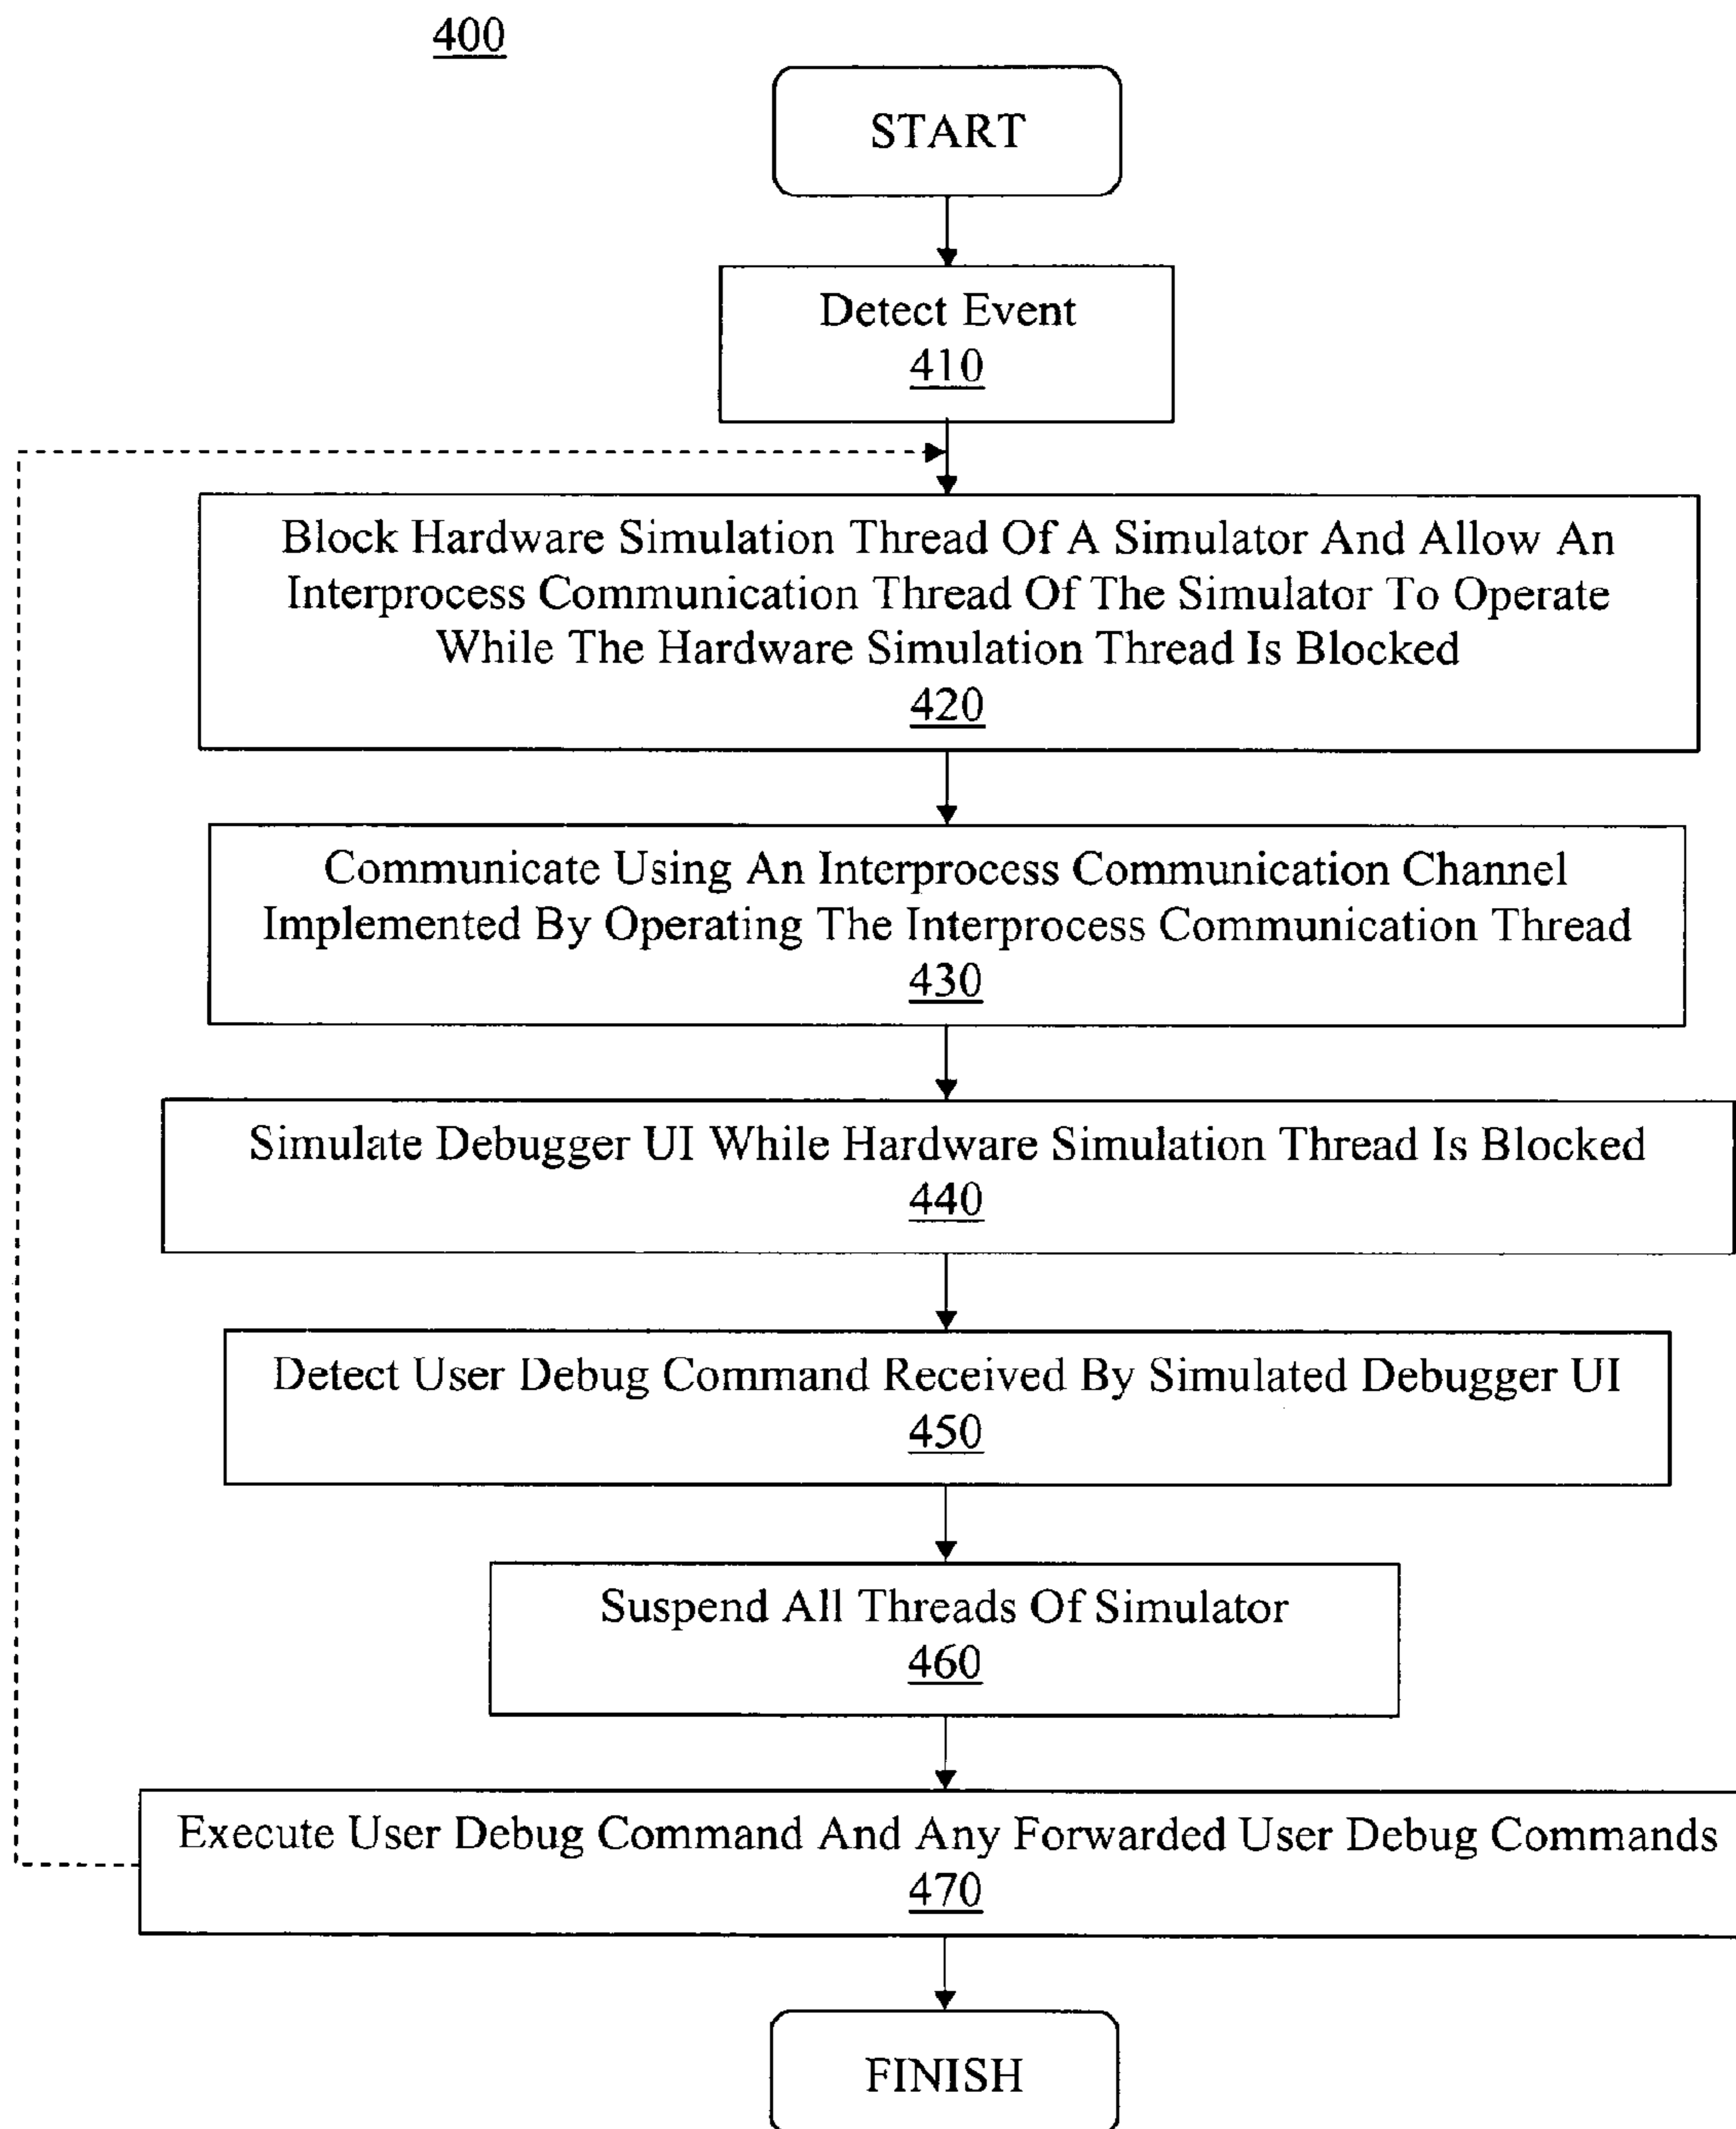 400
START
Detect Event
410
Block Hardware Simulation Thread Of A Simulator And Allow An
Interprocess Communication Thread Of The Simulator To Operate
While The Hardware Simulation Thread Is Blocked
420
Communicate Using An Interprocess Communication Channel
Implemented By Operating The Interprocess Communication Thread
430
Simulate Debugger UI While Hardware Simulation Thread Is Blocked
440
Detect User Debug Command Received By Simulated Debugger UI
450
Suspend All Threads Of Simulator
460
Execute User Debug Command And Any Forwarded User Debug Commands
470
FINISH